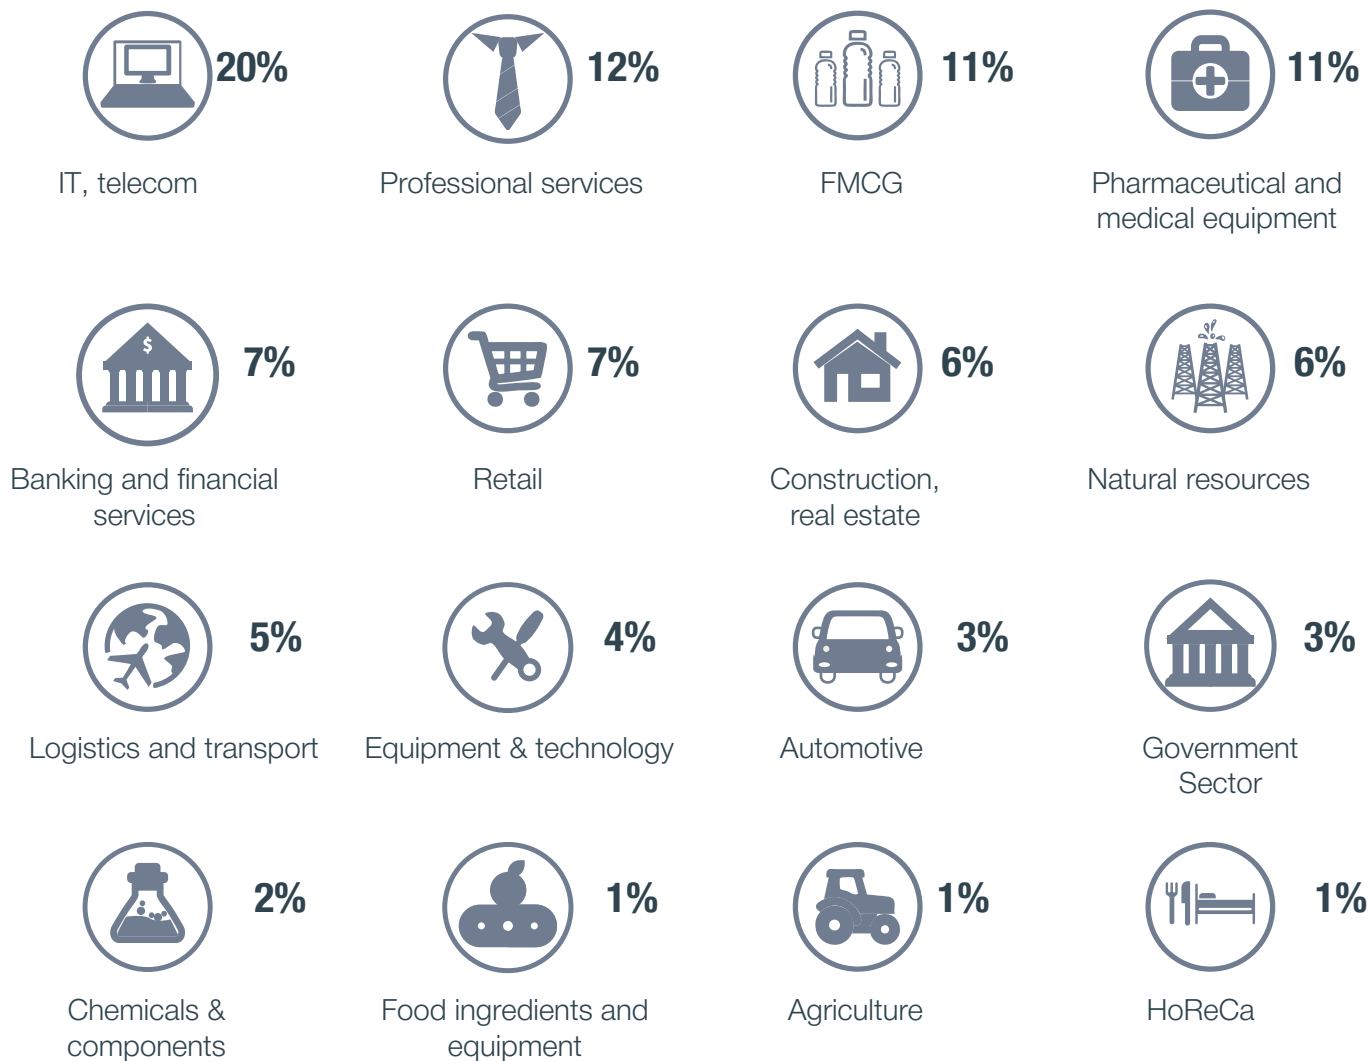 20%
12%
11%
11%
IT, telecom
Professional services
FMCG
Pharmaceutical and
medical equipment
$
7%
7%
6%
6%
Banking and financial
services
Retail
Construction,
real estate
Natural resources
5%
4%
3%
3%
Logistics and transport
Equipment & technology
Automotive
Government
Sector
2%
1%
1%
1%
Chemicals &
components
Food ingredients and
equipment
Agriculture
HoReCa